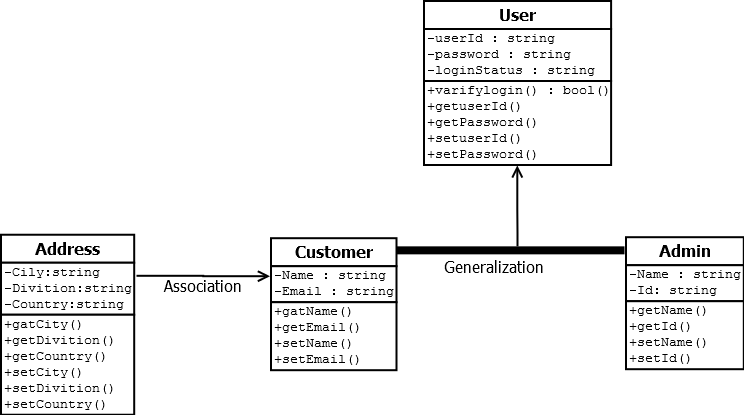 User
-userId : string
-password : string
-loginStatus : string
+varifylogin() : bool()
+getuserId()
+getPassword()
+setuserId()
+setPassword()
Address
-Cily:string
-Divition:string
-Country:string
+gatCity()
+getDivition()
+getCountry()
+setCity()
+setDivition()
+setCountry()
Association
Customer
-Name : string
-Email : string
+gatName()
+getEmail()
+setName()
+setEmail()
Generalization
Admin
-Name : string
-Id: string
+getName()
+getId()
+setName()
+setId()